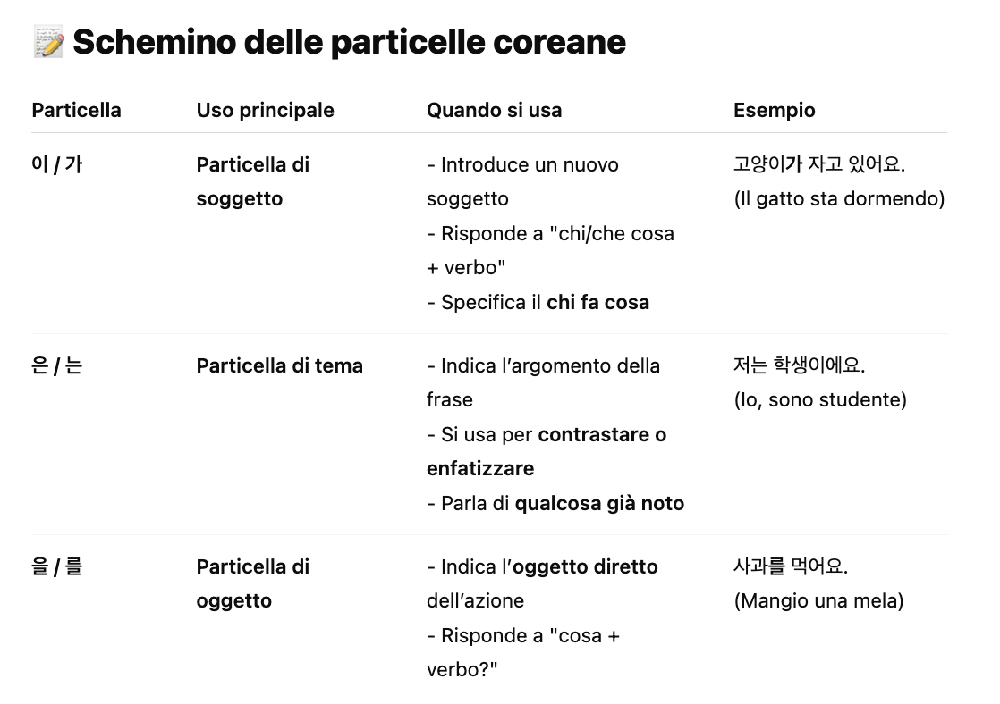 📝 Schemino delle particelle coreane
Particella Uso principale Quando si usa Esempio
이 / 가
Particella di
soggetto
- Introduce un nuovo
soggetto
- Risponde a "chi/che cosa
+ verbo"
- Specifica il chi fa cosa
고양이가 자고 있어요.
(Il gatto sta dormendo)
은 / 는
Particella di tema
- Indica l’argomento della
frase
- Si usa per contrastare o
enfatizzare
- Parla di qualcosa già noto
저는 학생이에요.
(Io, sono studente)
을 / 를
Particella di
oggetto
- Indica l’oggetto diretto
dell’azione
- Risponde a "cosa +
verbo?"
사과를 먹어요.
(Mangio una mela)